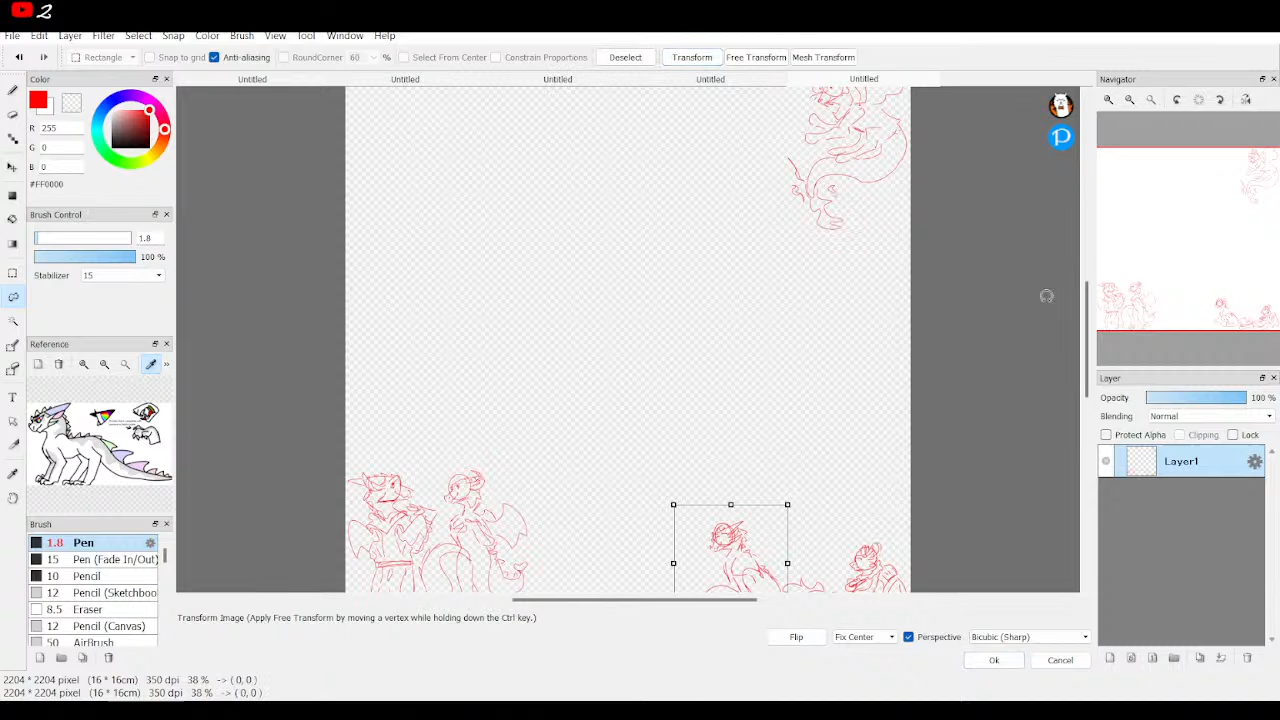 2
File Edit Layer Filter Select Snap Color Brush View Tool Window Help
Rectangle Snap to grid Anti-aliasing RoundCorner 60 % Select From Center Constrain Proportions Deselect Transform Free Transform Mesh Transform
Color
Untitled Untitled Untitled Untitled Untitled
Navigator
R 255
G 0
B 0
#FF0000
Brush Control
1.8
100 %
Stabilizer 15
Reference
Layer
Opacity 100 %
Blending Normal
Protect Alpha Clipping Lock
Layer1
Brush
1.8 Pen
15 Pen (Fade In/Out)
10 Pencil
12 Pencil (Sketchboo
8.5 Eraser
12 Pencil (Canvas)
50 AirBrush
Transform Image (Apply Free Transform by moving a vertex while holding down the Ctrl key.)
Flip Fix Center Perspective Bicubic (Sharp)
Ok Cancel
2204 * 2204 pixel (16 * 16cm) 350 dpi 38 % -> ( 0, 0 )
2204 * 2204 pixel (16 * 16cm) 350 dpi 38 % -> ( 0, 0 )